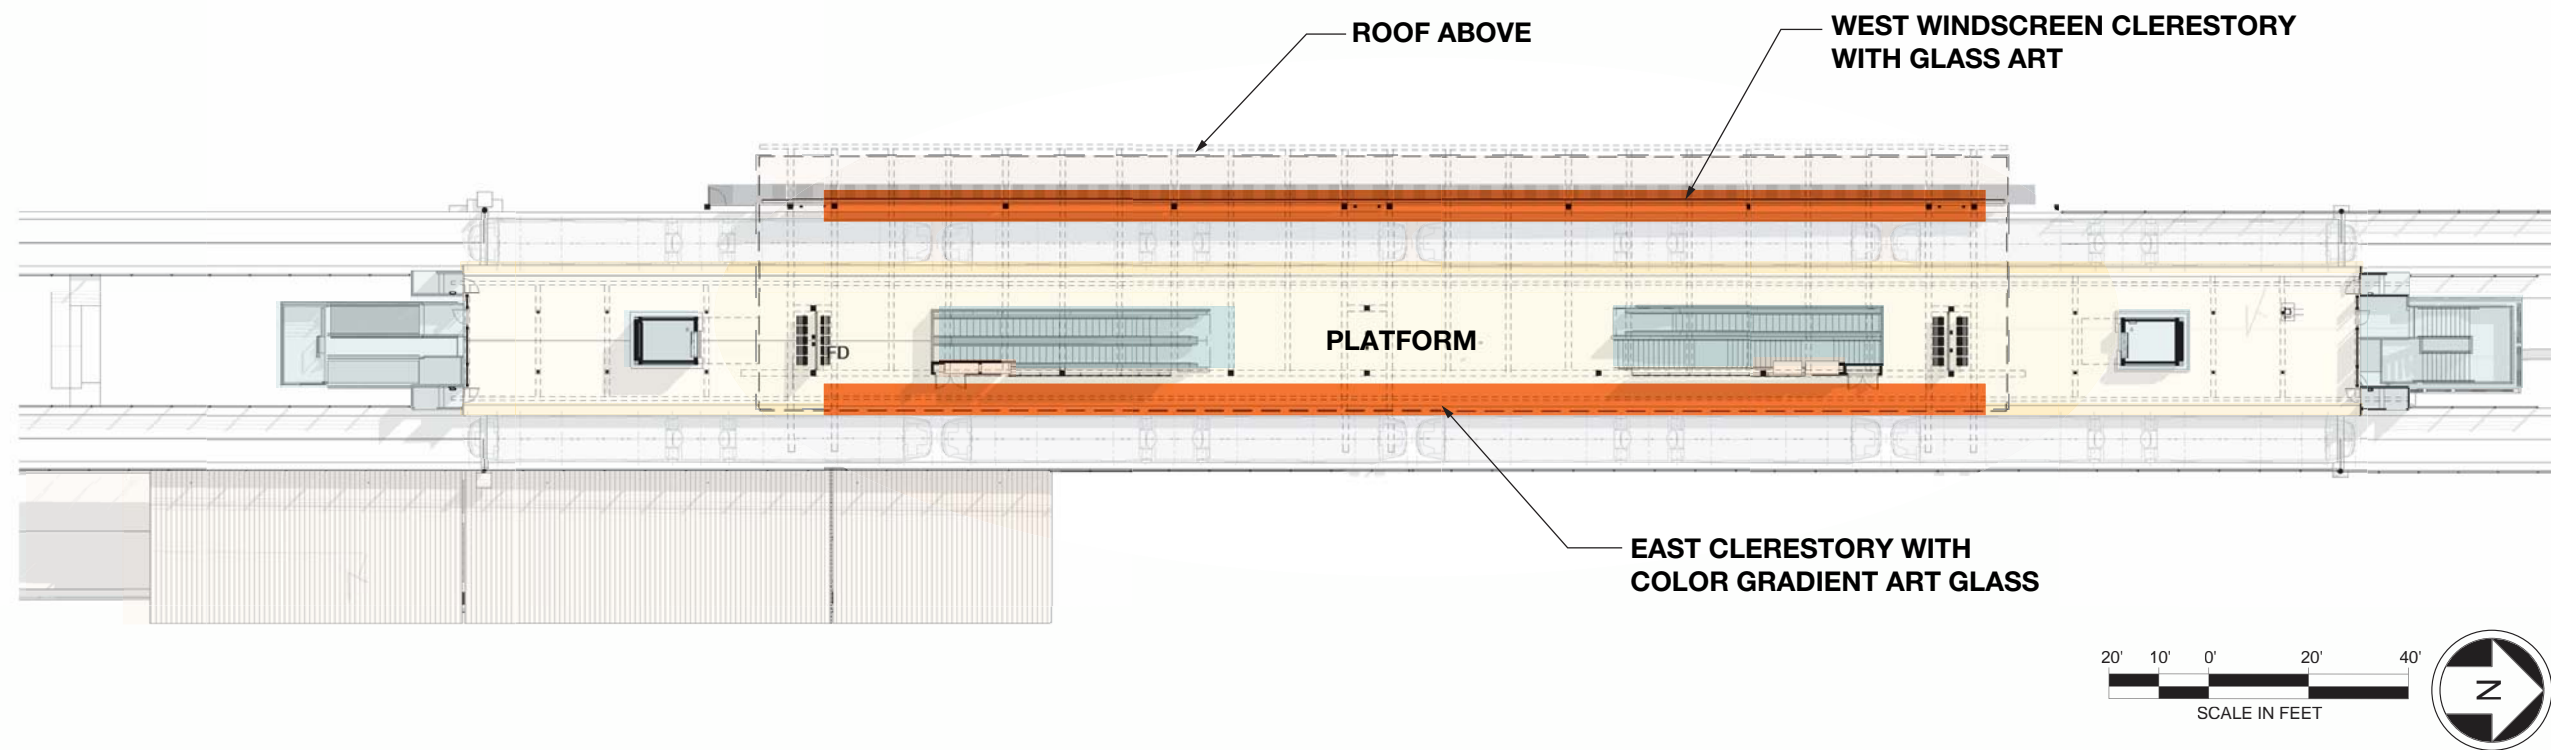 ROOF ABOVE
WEST WINDSCREEN CLERESTORY
WITH GLASS ART
PLATFORM
FD
EAST CLERESTORY WITH
COLOR GRADIENT ART GLASS
20' 10' 0' 20' 40'
SCALE IN FEET
N